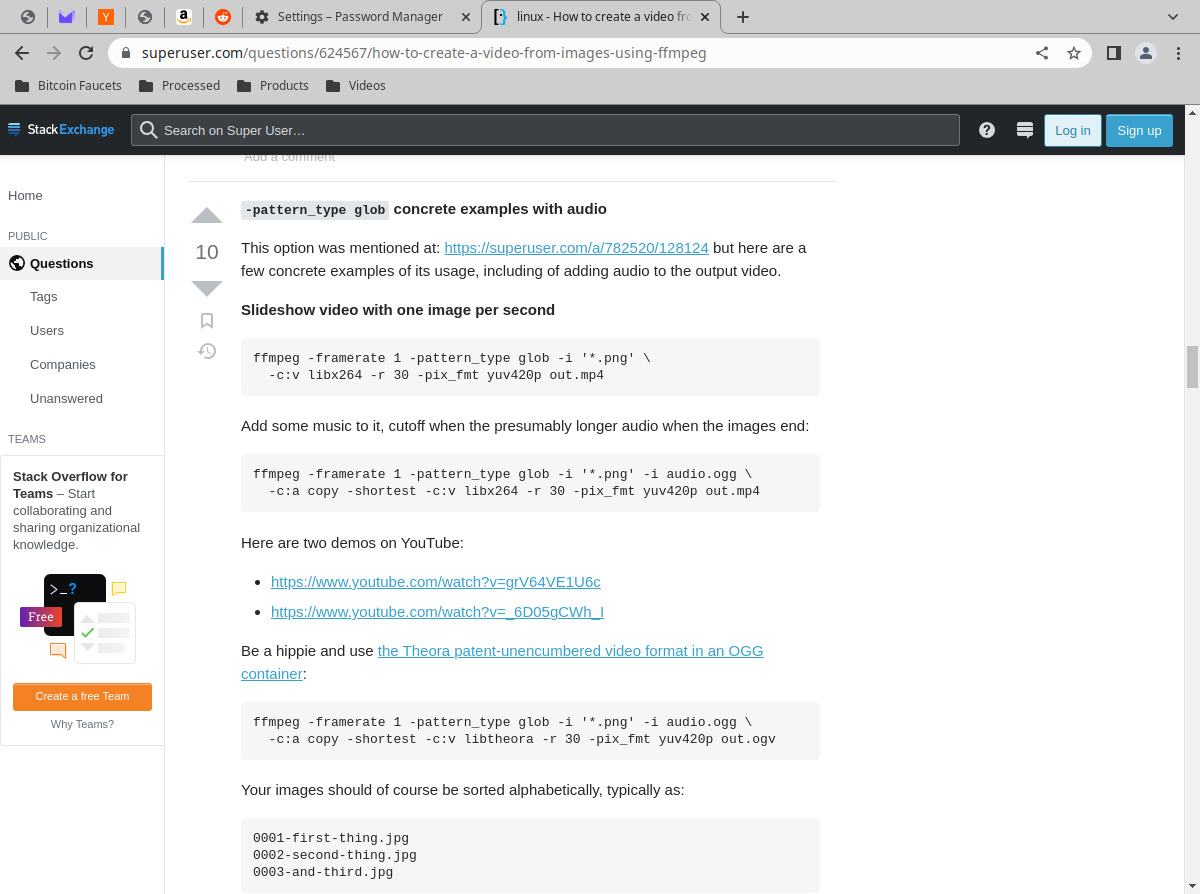 Settings – Password Manager
linux - How to create a video fro
superuser.com/questions/624567/how-to-create-a-video-from-images-using-ffmpeg
Bitcoin Faucets
Processed
Products
Videos
StackExchange
Search on Super User…
Log in
Sign up
Add a comment
Home
PUBLIC
Questions
Tags
Users
Companies
Unanswered
TEAMS
Stack Overflow for
Teams – Start
collaborating and
sharing organizational
knowledge.
>_?
Free
Create a free Team
Why Teams?
10
-pattern_type glob concrete examples with audio
This option was mentioned at: https://superuser.com/a/782520/128124 but here are a
few concrete examples of its usage, including of adding audio to the output video.
Slideshow video with one image per second
ffmpeg -framerate 1 -pattern_type glob -i '*.png' \
-c:v libx264 -r 30 -pix_fmt yuv420p out.mp4
Add some music to it, cutoff when the presumably longer audio when the images end:
ffmpeg -framerate 1 -pattern_type glob -i '*.png' -i audio.ogg \
-c:a copy -shortest -c:v libx264 -r 30 -pix_fmt yuv420p out.mp4
Here are two demos on YouTube:
https://www.youtube.com/watch?v=grV64VE1U6c
https://www.youtube.com/watch?v=_6D05gCWh_I
Be a hippie and use the Theora patent-unencumbered video format in an OGG
container:
ffmpeg -framerate 1 -pattern_type glob -i '*.png' -i audio.ogg \
-c:a copy -shortest -c:v libtheora -r 30 -pix_fmt yuv420p out.ogv
Your images should of course be sorted alphabetically, typically as:
0001-first-thing.jpg
0002-second-thing.jpg
0003-and-third.jpg